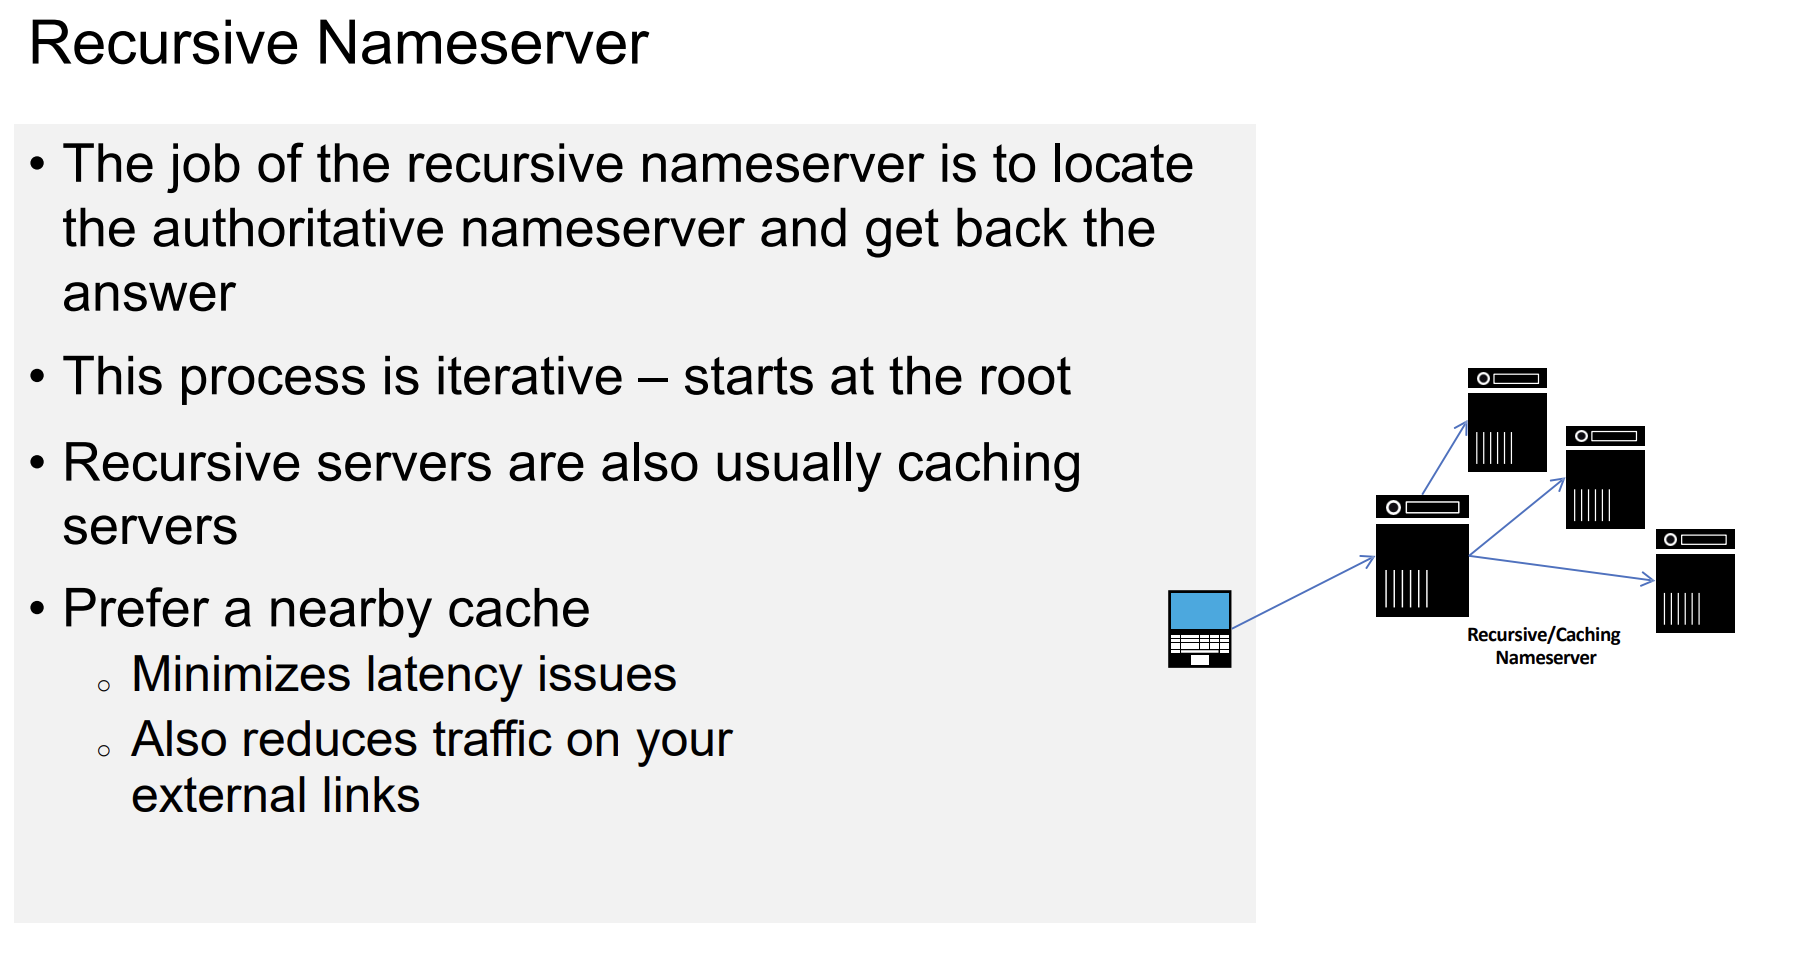 Recursive Nameserver
• The job of the recursive nameserver is to locate
the authoritative nameserver and get back the
answer
• This process is iterative – starts at the root
• Recursive servers are also usually caching
servers
• Prefer a nearby cache
○ Minimizes latency issues
○ Also reduces traffic on your
external links
Recursive/Caching
Nameserver